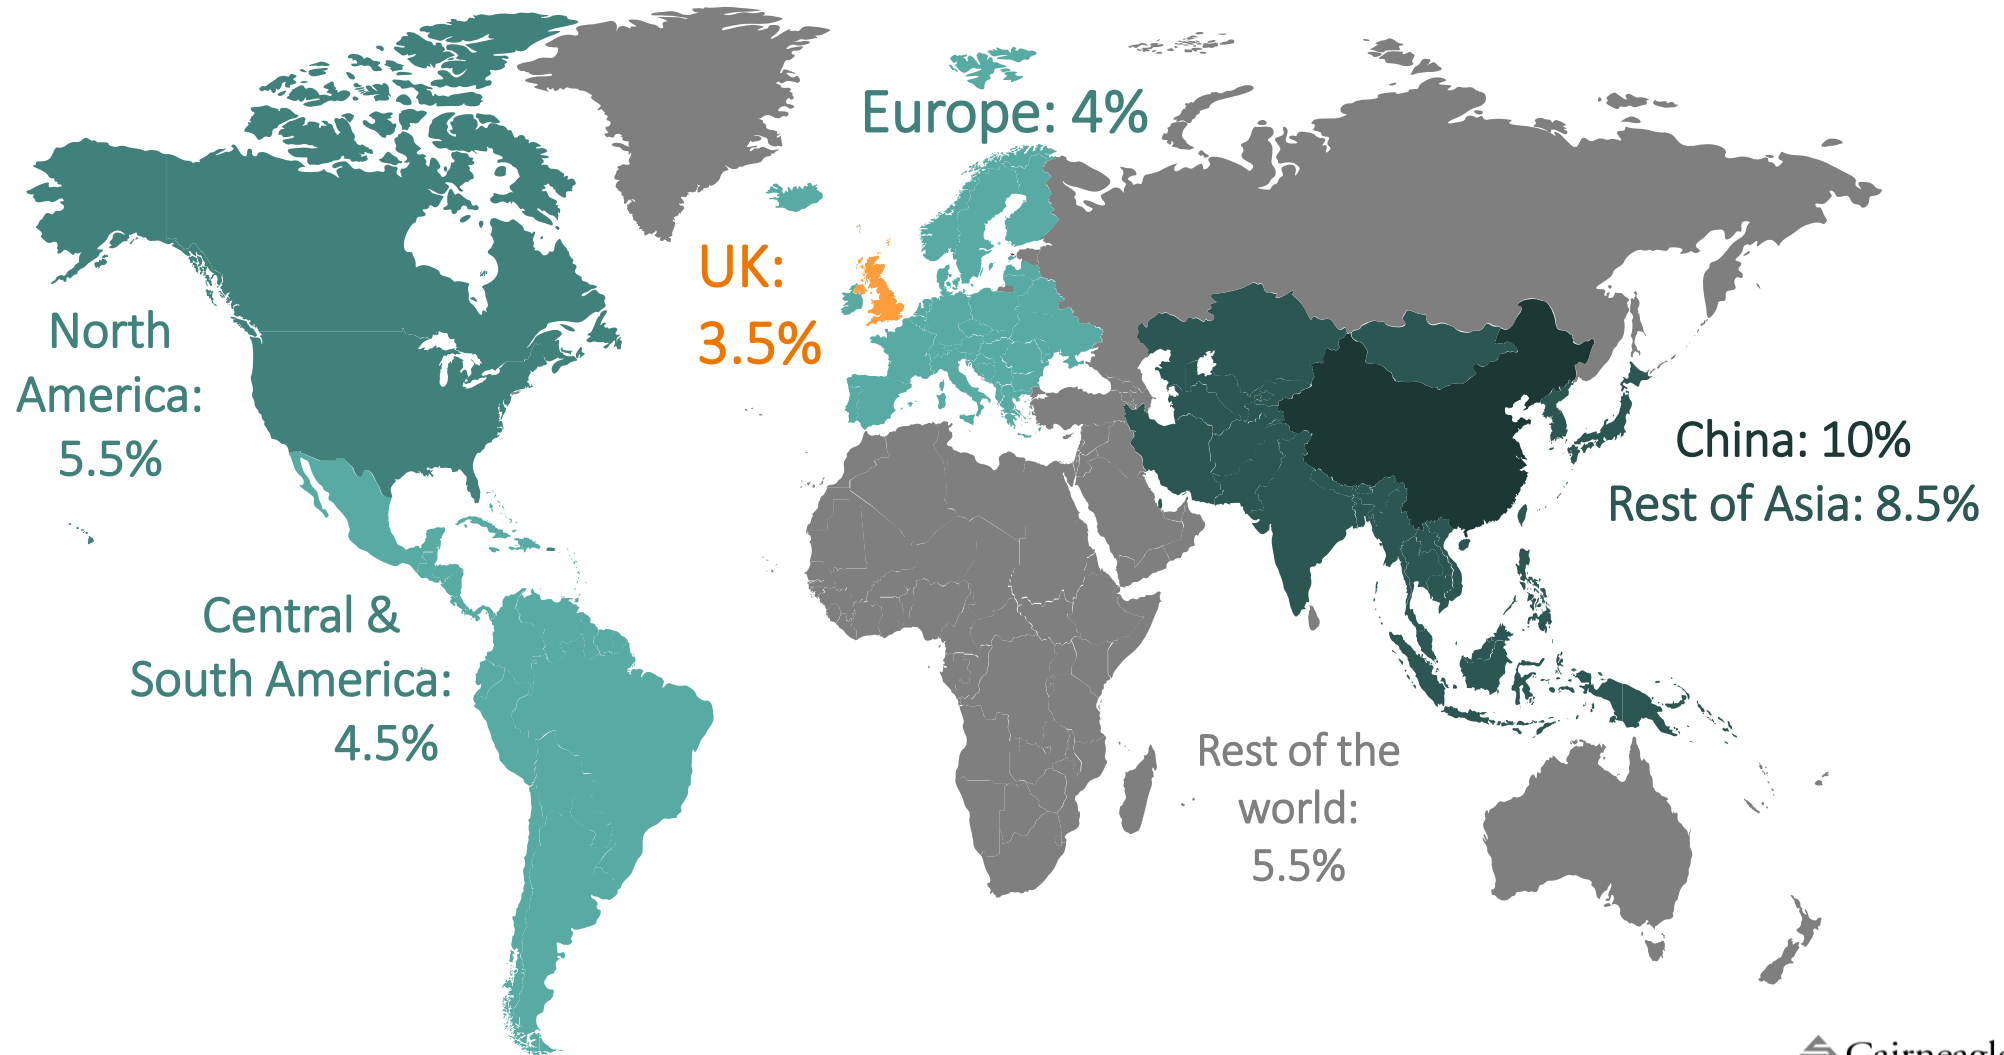 Europe: 4%
UK:
3.5%
North
America:
5.5%
China: 10%
Rest of Asia: 8.5%
Central &
South America:
4.5%
Rest of the
world:
5.5%